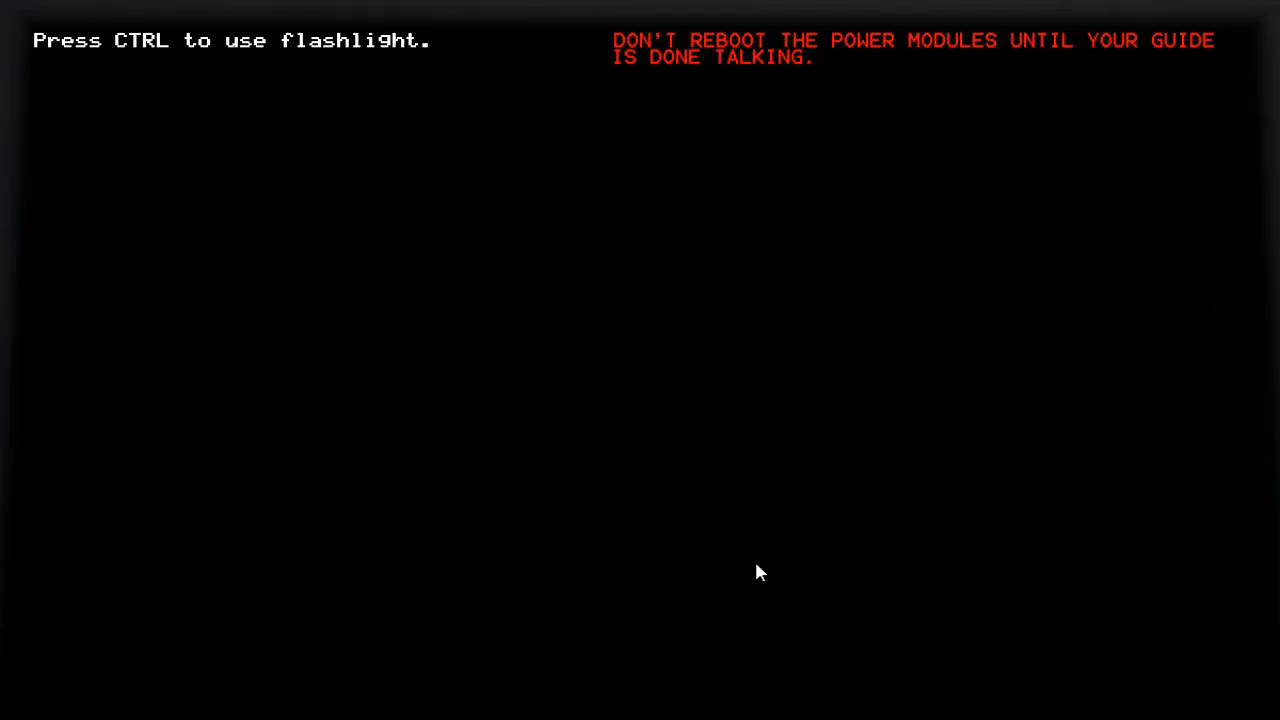 Press CTRL to use flashlight.
DON'T REBOOT THE POWER MODULES UNTIL YOUR GUIDE
IS DONE TALKING.